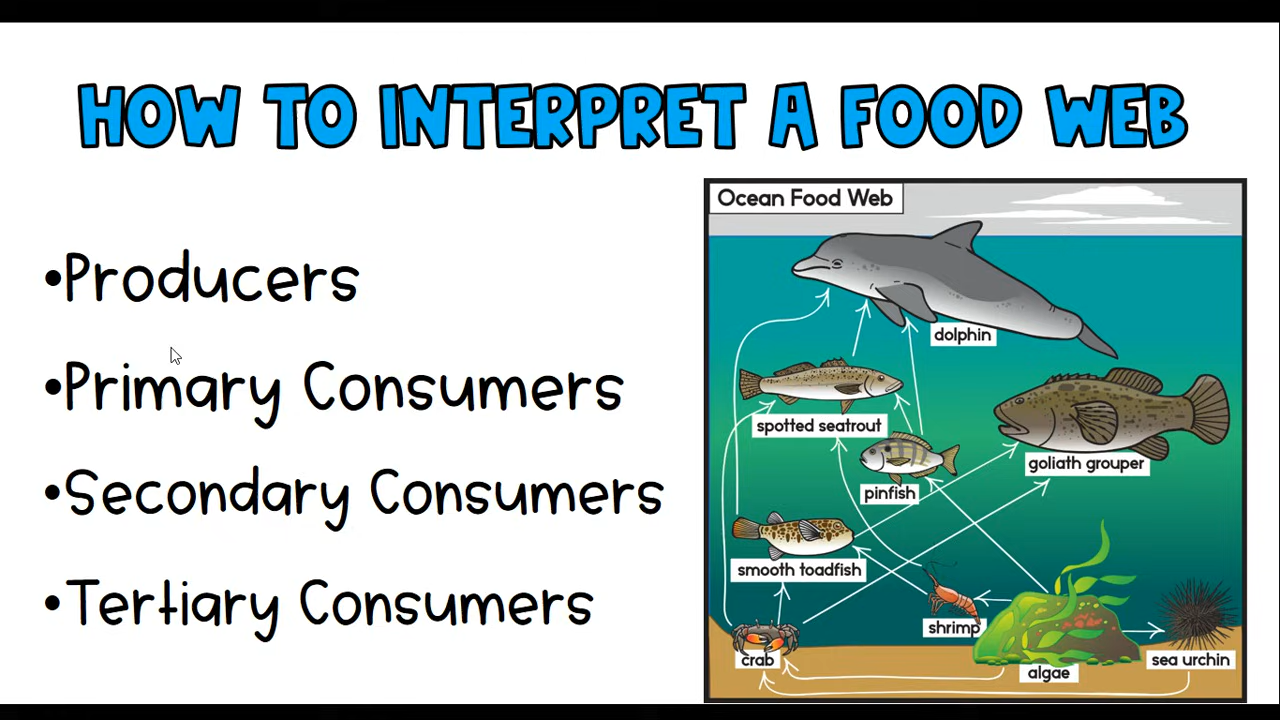 HOW TO INTERPRET A FOOD WEB
•Producers
•Primary Consumers
•Secondary Consumers
•Tertiary Consumers
Ocean Food Web
dolphin
spotted seatrout
goliath grouper
pinfish
smooth toadfish
shrimp
crab
algae
sea urchin